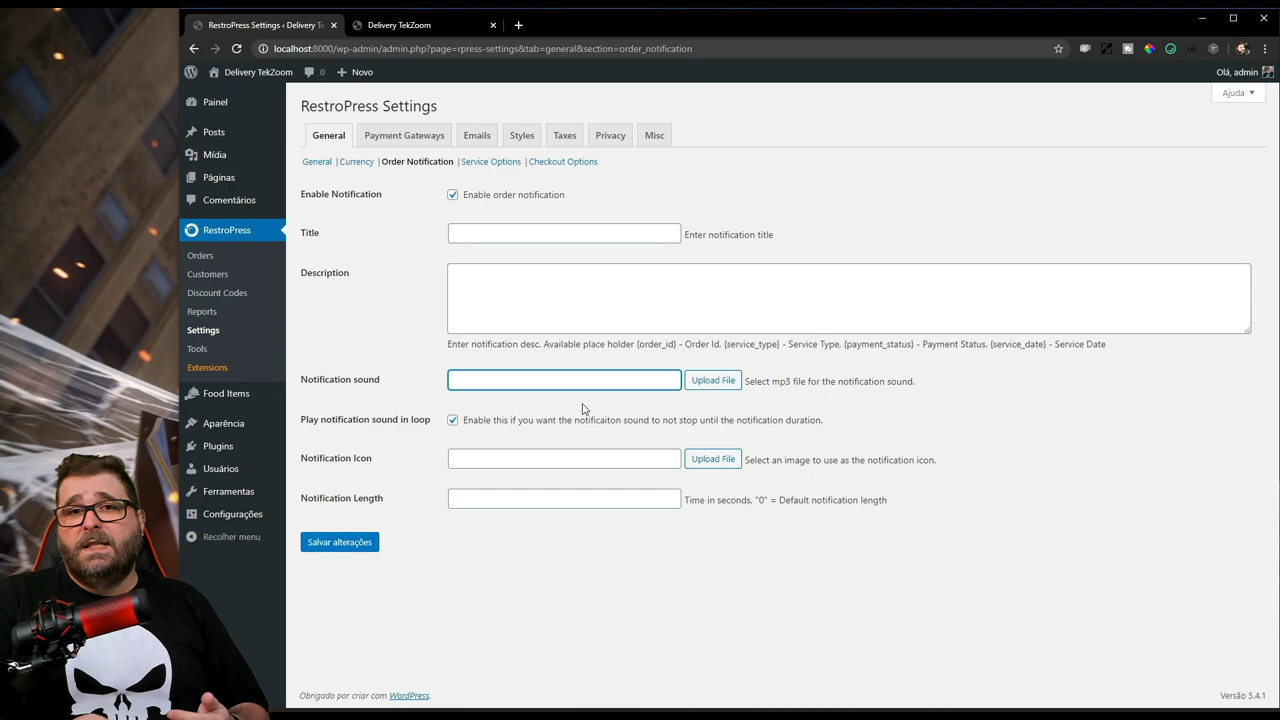 RestroPress Settings ‹ Delivery Te
Delivery TekZoom
localhost:8000/wp-admin/admin.php?page=rpress-settings&tab=general&section=order_notification
Delivery TekZoom
0
Novo
Olá, admin
Painel
Posts
Mídia
Páginas
Comentários
RestroPress
Orders
Customers
Discount Codes
Reports
Settings
Tools
Extensions
Food Items
Aparência
Plugins
Usuários
Ferramentas
Configurações
Recolher menu
Ajuda
RestroPress Settings
General Payment Gateways Emails Styles Taxes Privacy Misc
General | Currency | Order Notification | Service Options | Checkout Options
Enable Notification Enable order notification
Title Enter notification title
Description
Enter notification desc. Available place holder {order_id} - Order Id, {service_type} - Service Type, {payment_status} - Payment Status, {service_date} - Service Date
Notification sound Upload File Select mp3 file for the notification sound.
Play notification sound in loop Enable this if you want the notificaiton sound to not stop until the notification duration.
Notification Icon Upload File Select an image to use as the notification icon.
Notification Length Time in seconds. "0" = Default notification length
Salvar alterações
Obrigado por criar com WordPress.
Versão 5.4.1